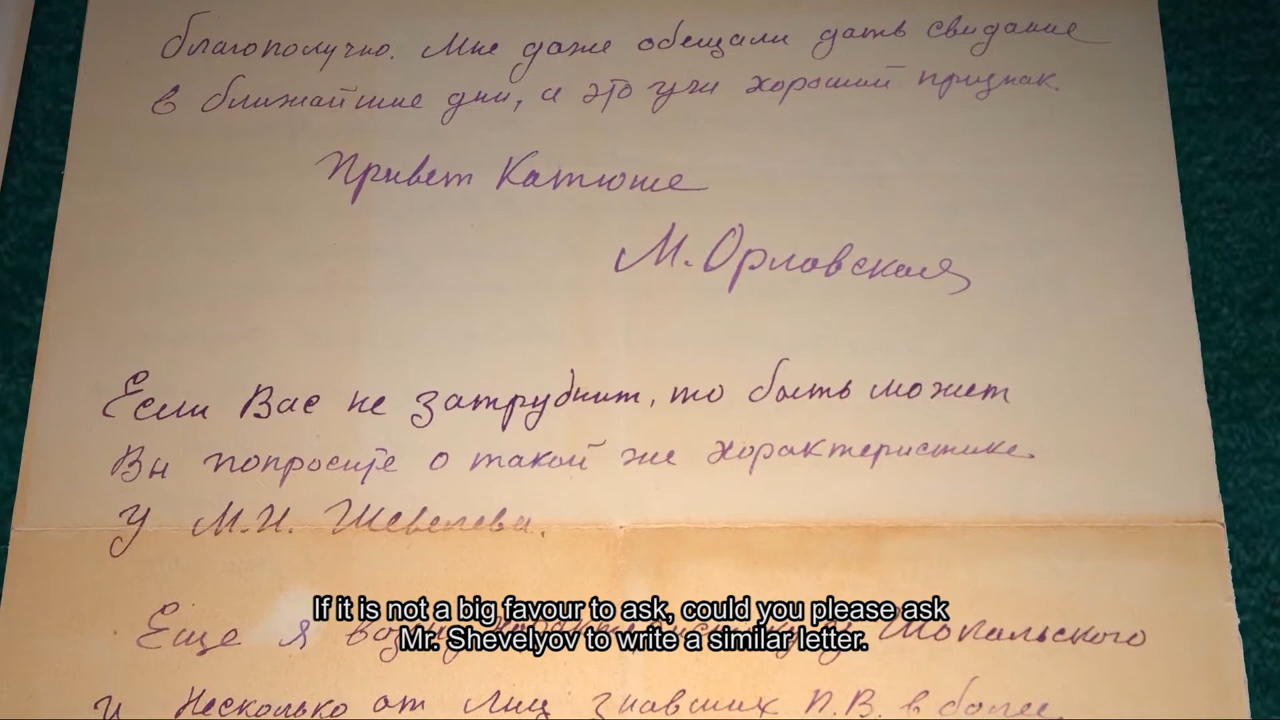 благополучно. Мне даже обещали дать свидание
в ближайшие дни, а это уже хороший признак.
Привет Катюше
М. Орловская
Если Вас не затруднит, то быть может
Вы попросите о такой же характеристике
у М.И. Шевелева.
If it is not a big favour to ask, could you please ask
Mr. Shevelyov to write a similar letter.
Еще я
и несколько от лиц знавших П.В. в более